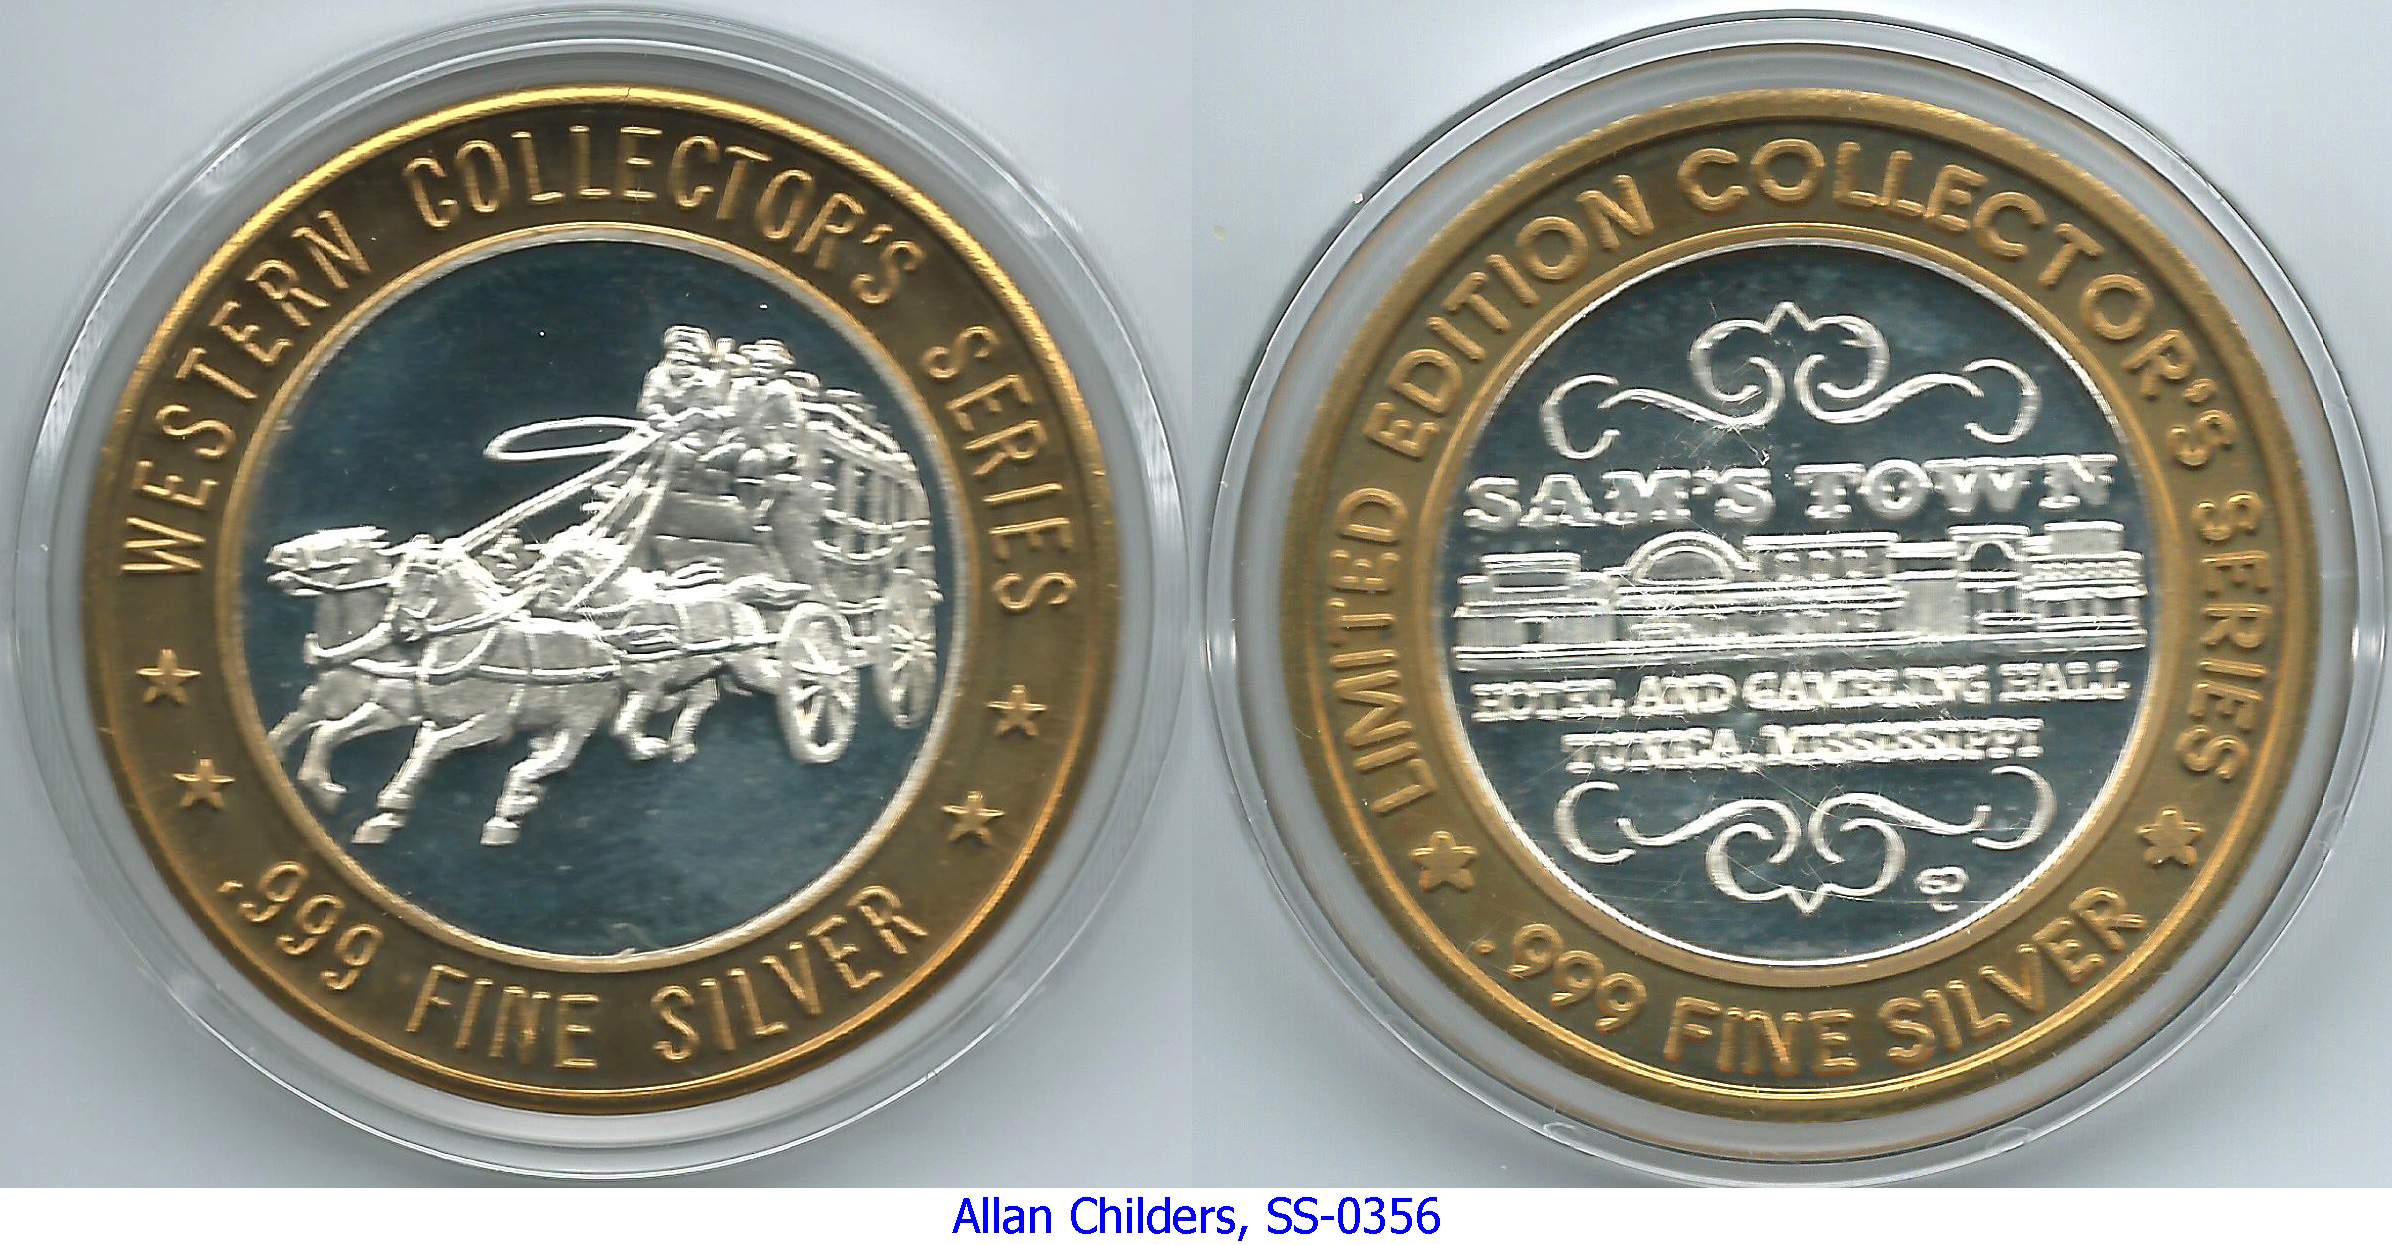 WESTERN COLLECTOR'S SERIES
.999 FINE SILVER
LIMITED EDITION COLLECTOR'S SERIES
SAM'S TOWN
HOTEL AND GAMBLING HALL
TUNICA, MISSISSIPPI
.999 FINE SILVER
Allan Childers, SS-0356